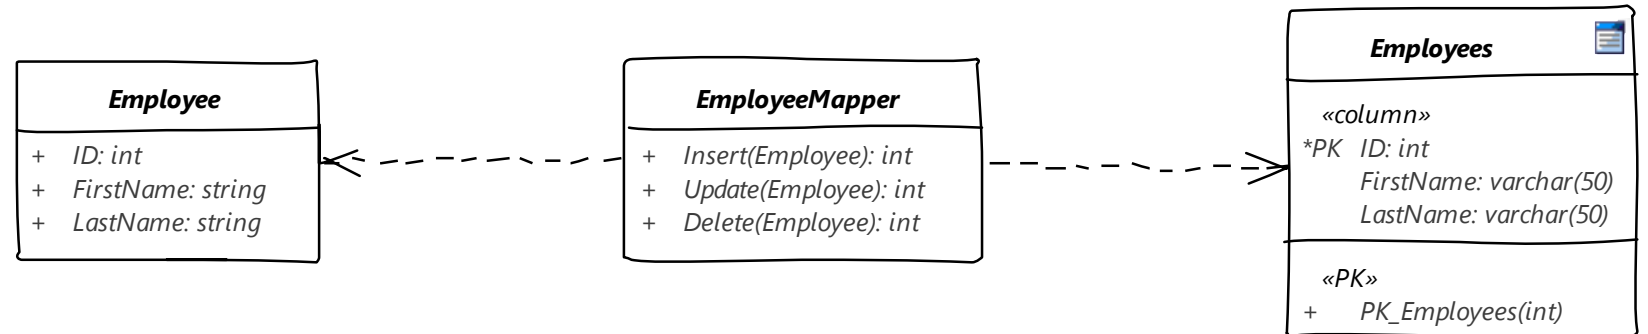 Employee
+ ID: int
+ FirstName: string
+ LastName: string
EmployeeMapper
+ Insert(Employee): int
+ Update(Employee): int
+ Delete(Employee): int
Employees
«column»
*PK ID: int
FirstName: varchar(50)
LastName: varchar(50)
«PK»
+ PK_Employees(int)